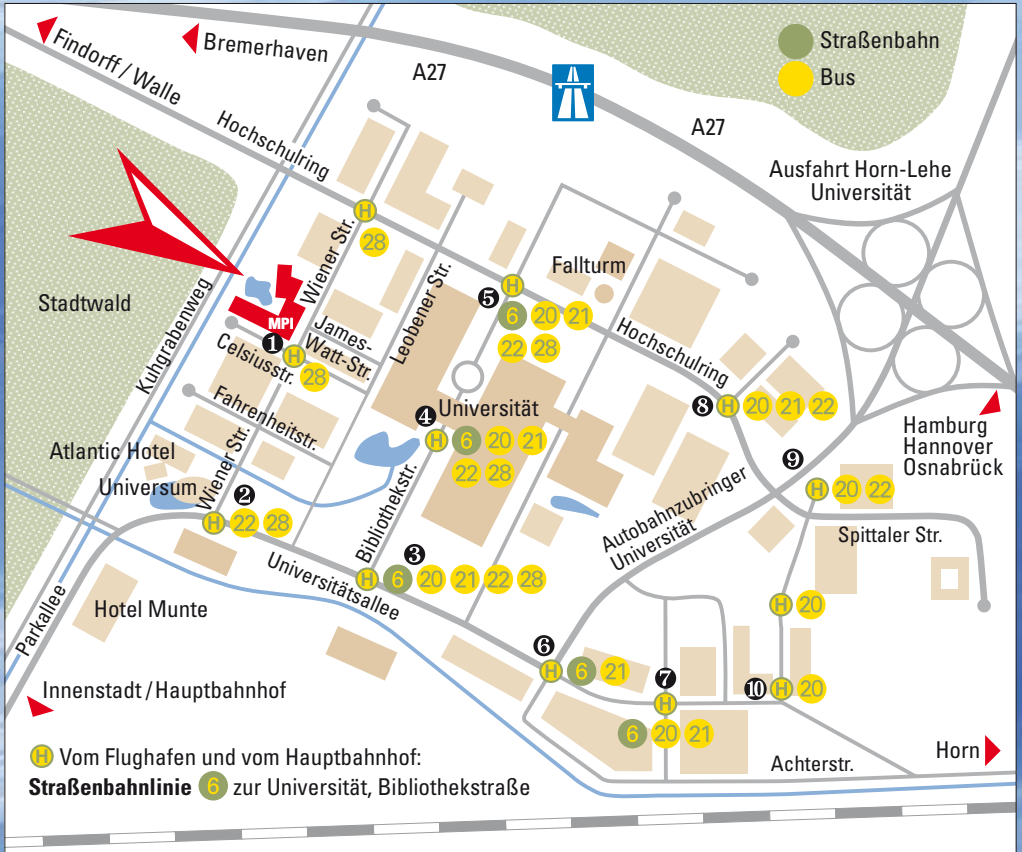 Findorff / Walle
Bremerhaven
A27
A27
Straßenbahn
Bus
Hochschulring
Ausfahrt Horn-Lehe
Universität
H
28
Wiener Str.
Stadtwald
Kuhgrabenweg
MPI
1
Celsiusstr.
H
28
James-
Watt-Str.
Leobener Str.
Fallturm
H
5
6 20 21
22 28
Hochschulring
8 H 20 21 22
Hamburg
Hannover
Osnabrück
Fahrenheitstr.
4 Universität
H 6 20 21
22 28
9
H 20 22
Spittaler Str.
Atlantic Hotel
Universum
Wiener Str.
2
H 22 28
Bibliothekstr.
3
H 6 20 21 22 28
Autobahnzubringer
Universität
Universitätsallee
H 20
Hotel Munte
Parkallee
6
H 6 21
7
H
6 20 21
10 H 20
Innenstadt / Hauptbahnhof
Horn
Achterstr.
H Vom Flughafen und vom Hauptbahnhof:
Straßenbahnlinie 6 zur Universität, Bibliothekstraße